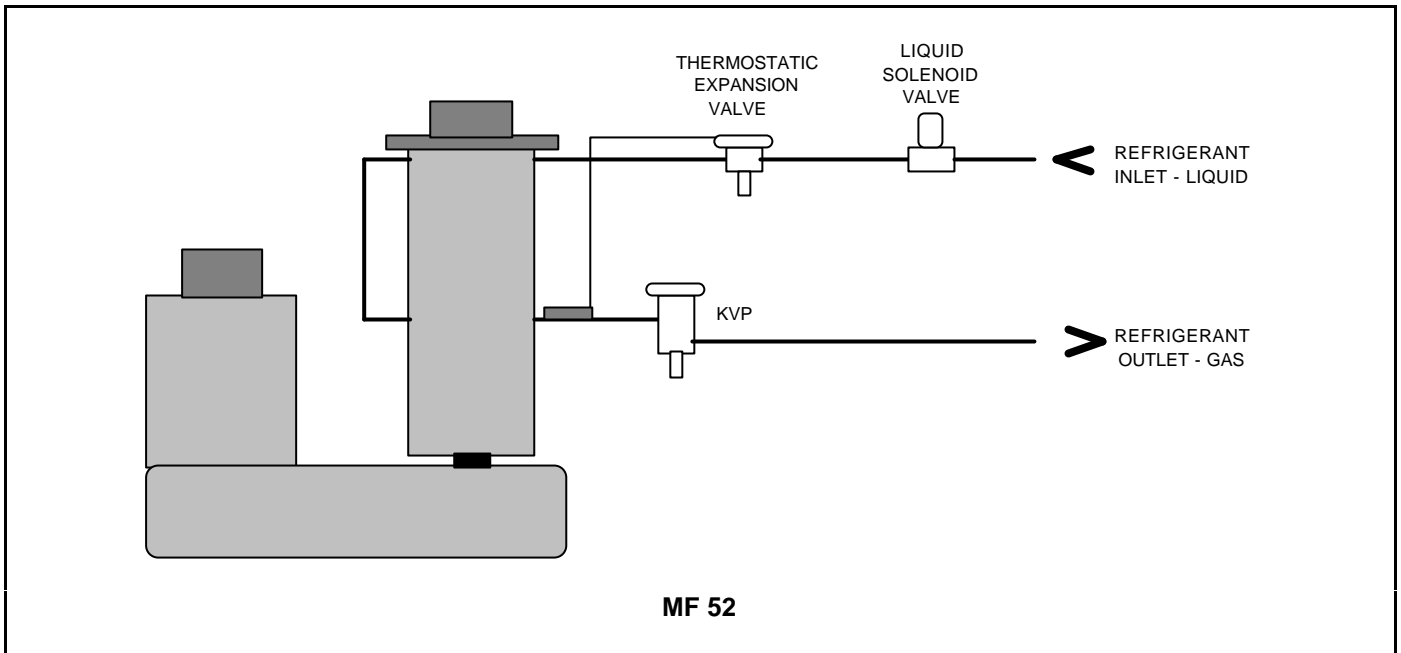 THERMOSTATIC
EXPANSION
VALVE
LIQUID
SOLENOID
VALVE
REFRIGERANT
INLET - LIQUID
KVP
REFRIGERANT
OUTLET - GAS
MF 52